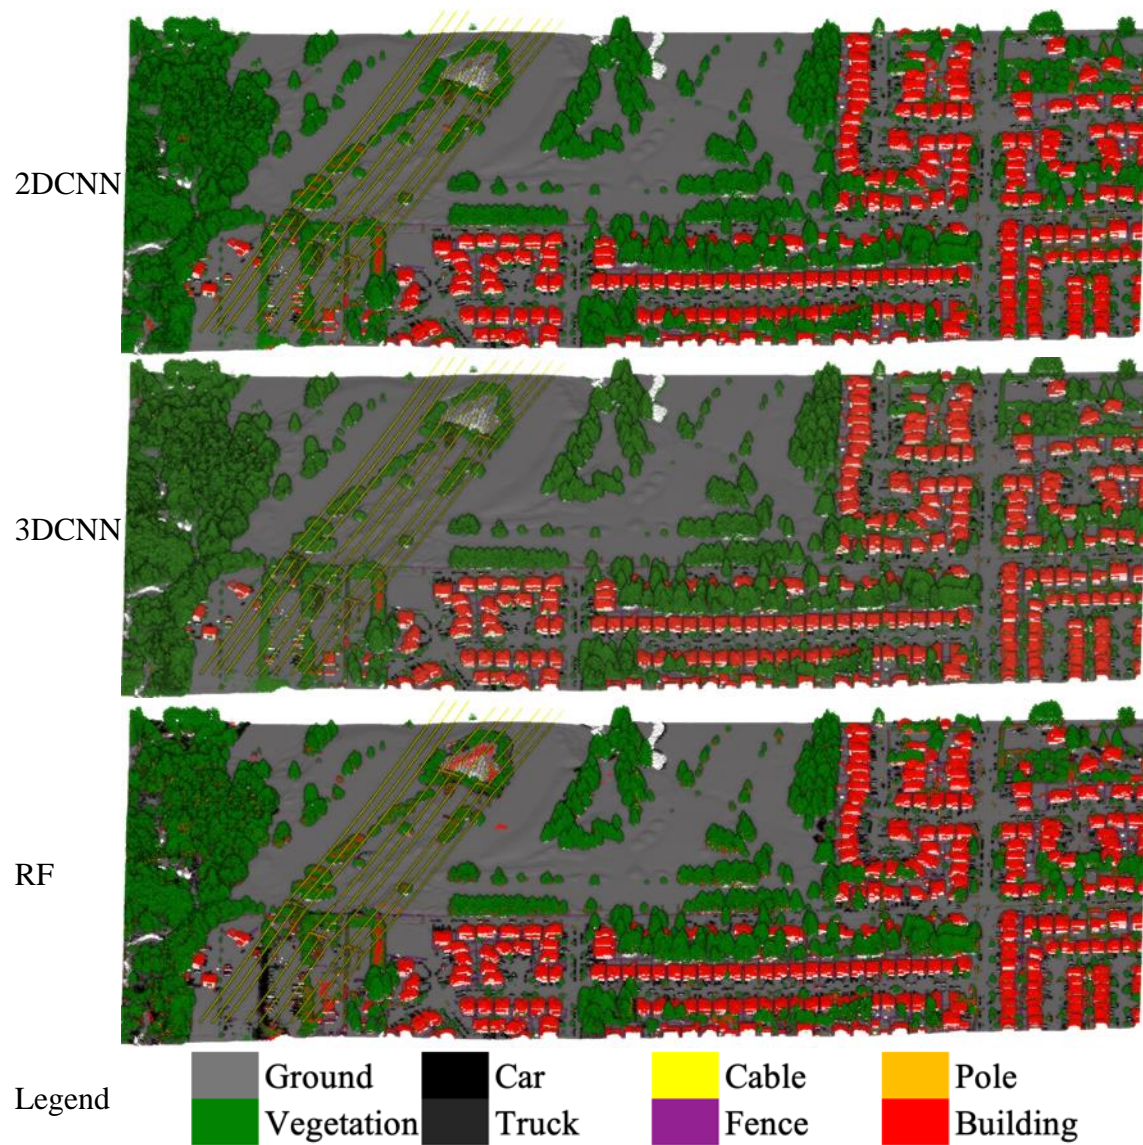 2DCNN
3DCNN
RF
Legend
Ground
Car
Cable
Pole
Vegetation
Truck
Fence
Building